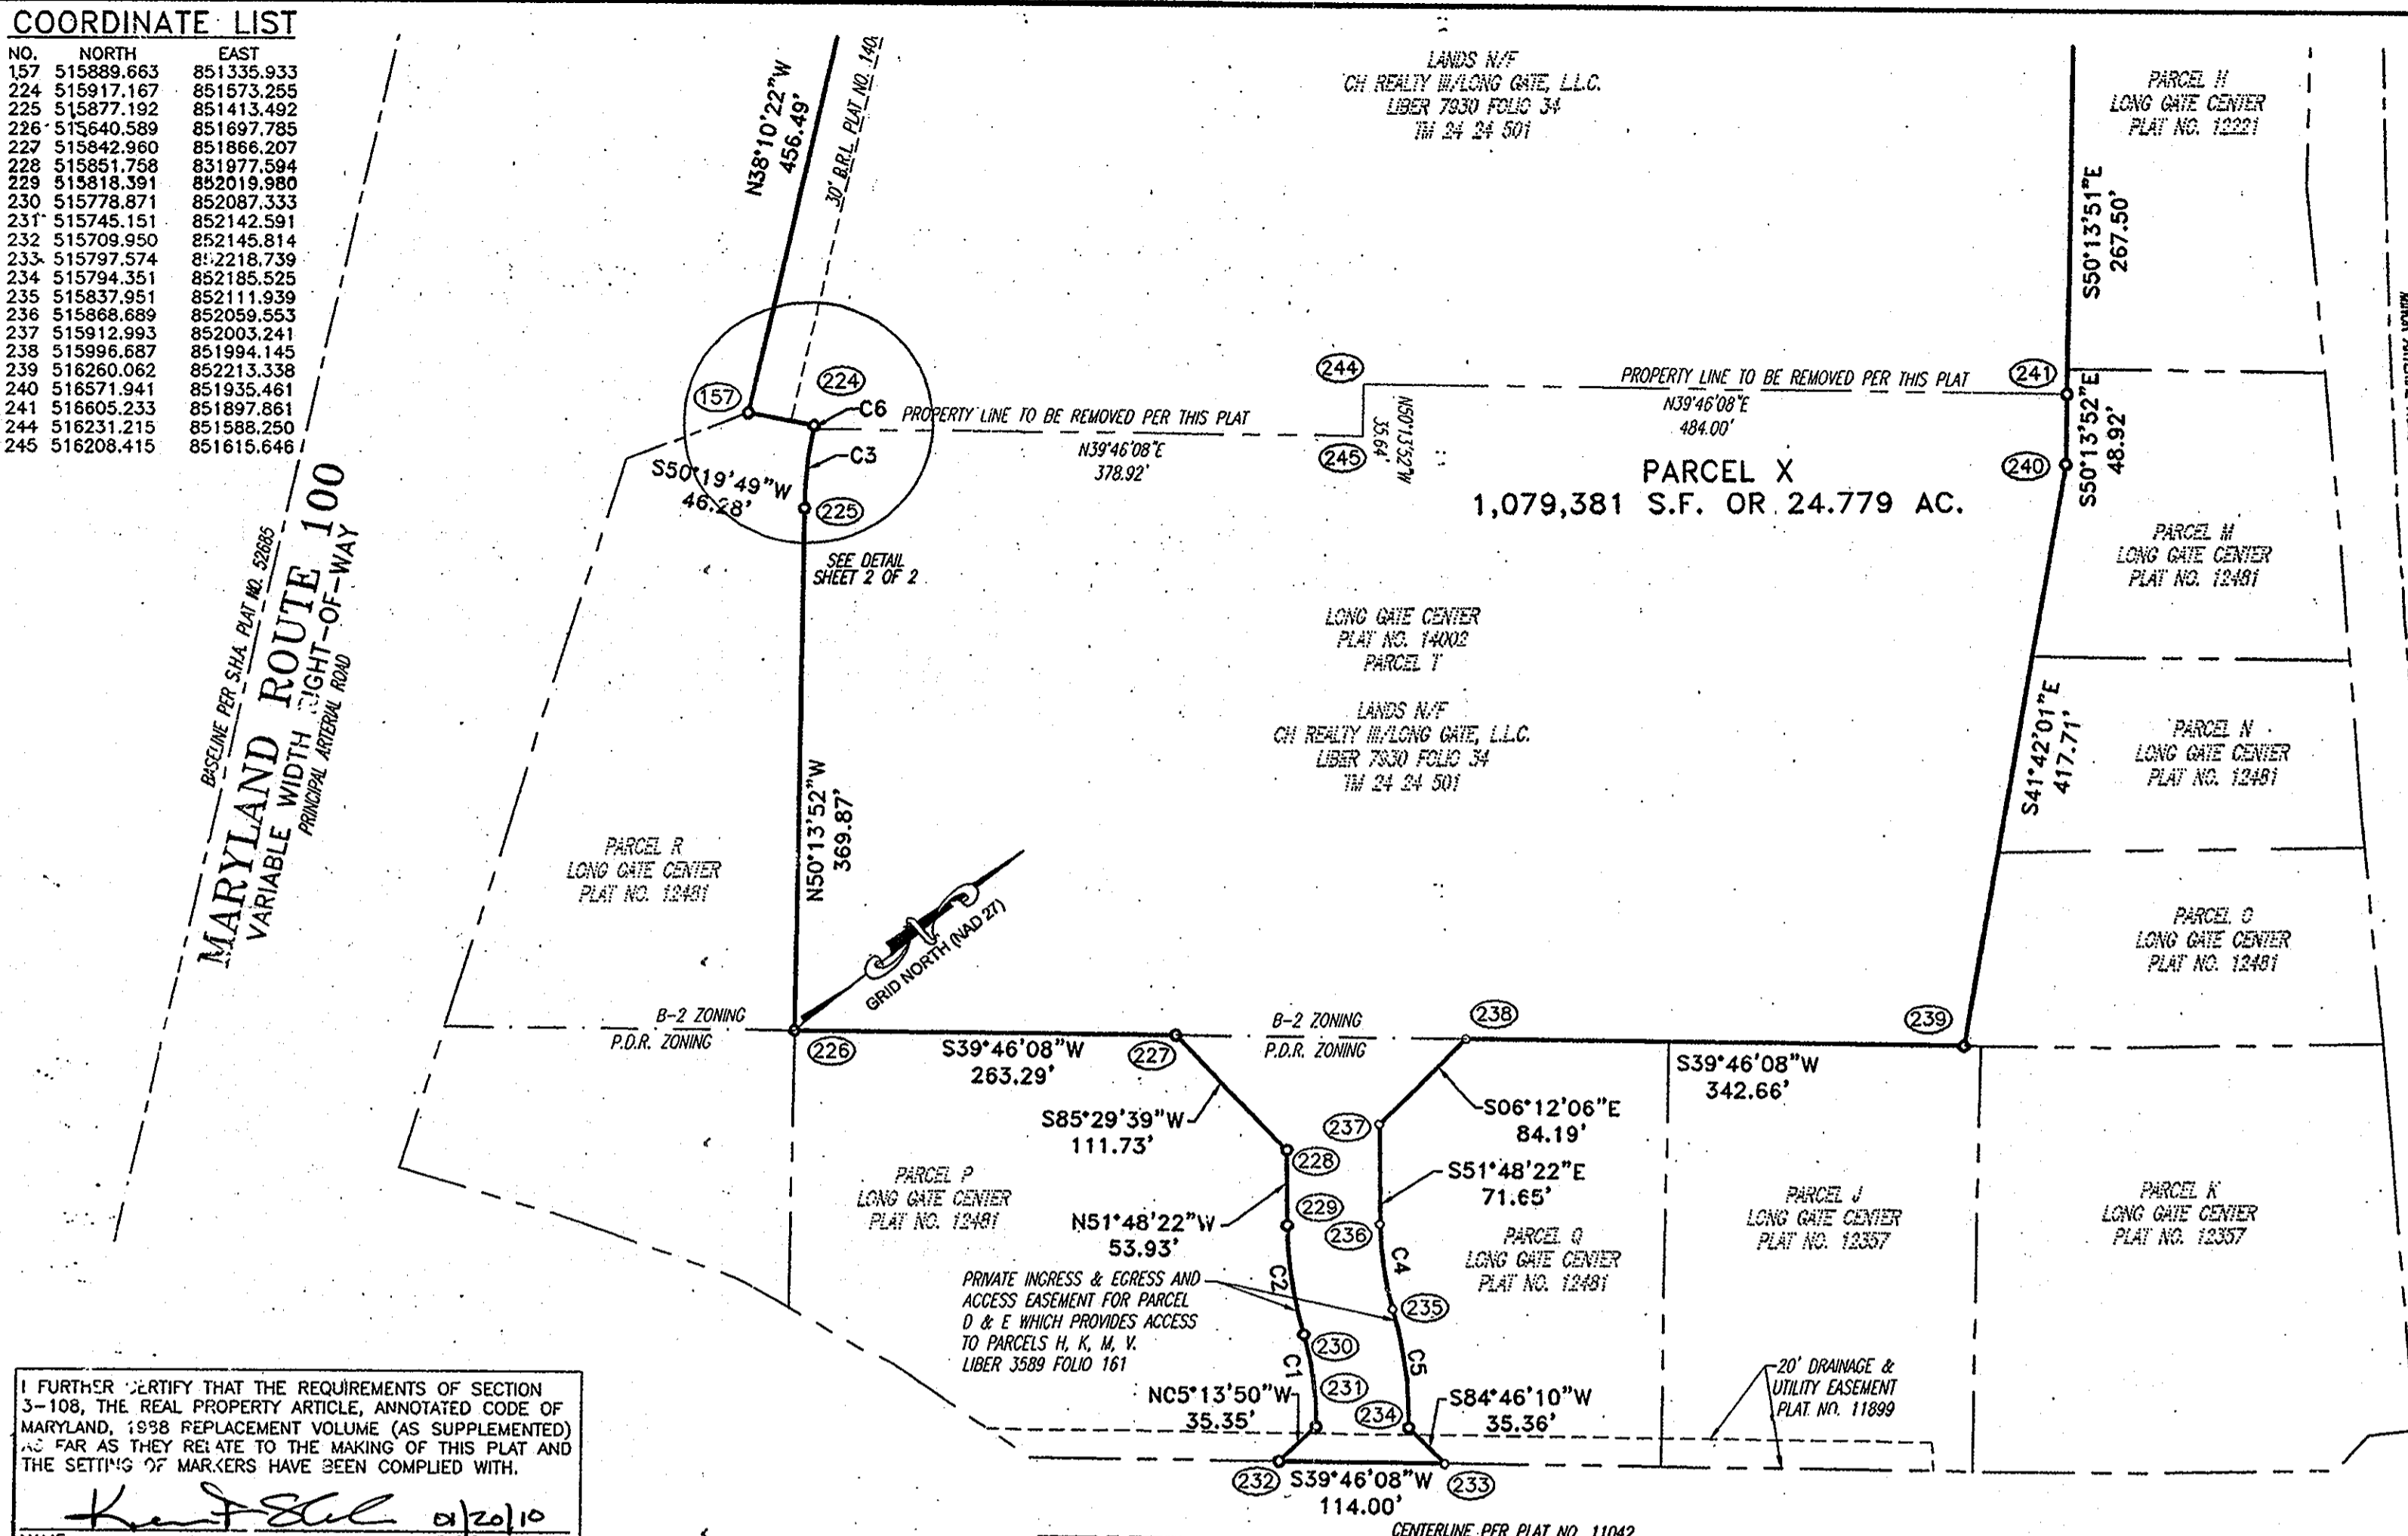 COORDINATE LIST
NO. NORTH EAST
157 515889.663 851335.933
224 515917.167 851573.255
225 515877.192 851413.492
226 515640.589 851697.785
227 515842.960 851866.207
228 515851.758 831977.594
229 515818.391 852019.980
230 515778.871 852087.333
231 515745.151 852142.591
232 515709.950 852145.814
233 515797.574 852218.739
234 515794.351 852185.525
235 515837.951 852111.939
236 515868.689 852059.553
237 515912.993 852003.241
238 515996.687 851994.145
239 516260.062 852213.338
240 516571.941 851935.461
241 516605.233 851897.861
244 516231.215 851588.250
245 516208.415 851615.646
N38°10'22"W
456.49'
30' B.R.L. PLAT NO. 140
LANDS N/F
CH REALTY III/LONG GATE, L.L.C.
LIBER 7930 FOLIO 34
TM 24 24 501
PARCEL H
LONG GATE CENTER
PLAT NO. 12221
S50°13'51"E
267.50'
157
224
C6
C3
225
S50°19'49"W
46.28'
SEE DETAIL
SHEET 2 OF 2
PROPERTY LINE TO BE REMOVED PER THIS PLAT
N39°46'08"E
378.92'
244
245
N50°13'52"W
35.64'
PROPERTY LINE TO BE REMOVED PER THIS PLAT
N39°46'08"E
484.00'
241
240
S50°13'52"E
48.92'
PARCEL X
1,079,381 S.F. OR 24.779 AC.
PARCEL M
LONG GATE CENTER
PLAT NO. 12481
BASELINE PER S.H.A. PLAT NO. 52685
MARYLAND ROUTE 100
VARIABLE WIDTH RIGHT-OF-WAY
PRINCIPAL ARTERIAL ROAD
LONG GATE CENTER
PLAT NO. 14002
PARCEL T
LANDS N/F
CH REALTY III/LONG GATE, L.L.C.
LIBER 7930 FOLIO 34
TM 24 24 501
S41°42'01"E
417.71'
PARCEL N
LONG GATE CENTER
PLAT NO. 12481
N50°13'52"W
369.87'
PARCEL R
LONG GATE CENTER
PLAT NO. 12481
GRID NORTH (NAD 27)
PARCEL O
LONG GATE CENTER
PLAT NO. 12481
B-2 ZONING
P.D.R. ZONING
226
S39°46'08"W
263.29'
227
B-2 ZONING
P.D.R. ZONING
238
239
S39°46'08"W
342.66'
S85°29'39"W
111.73'
237
S06°12'06"E
84.19'
228
S51°48'22"E
71.65'
PARCEL P
LONG GATE CENTER
PLAT NO. 12481
N51°48'22"W
53.93'
229
236
PARCEL Q
LONG GATE CENTER
PLAT NO. 12481
PARCEL J
LONG GATE CENTER
PLAT NO. 12357
PARCEL K
LONG GATE CENTER
PLAT NO. 12357
PRIVATE INGRESS & EGRESS AND
ACCESS EASEMENT FOR PARCEL
D & E WHICH PROVIDES ACCESS
TO PARCELS H, K, M, V.
LIBER 3589 FOLIO 161
C2
C4
235
230
C1
C5
231
NC5°13'50"W
35.35'
234
S84°46'10"W
35.36'
20' DRAINAGE &
UTILITY EASEMENT
PLAT NO. 11899
232
S39°46'08"W
114.00'
233
CENTERLINE PER PLAT NO. 11042
I FURTHER CERTIFY THAT THE REQUIREMENTS OF SECTION
3-108, THE REAL PROPERTY ARTICLE, ANNOTATED CODE OF
MARYLAND, 1988 REPLACEMENT VOLUME (AS SUPPLEMENTED)
AS FAR AS THEY RELATE TO THE MAKING OF THIS PLAT AND
THE SETTING OF MARKERS HAVE BEEN COMPLIED WITH.
01/20/10